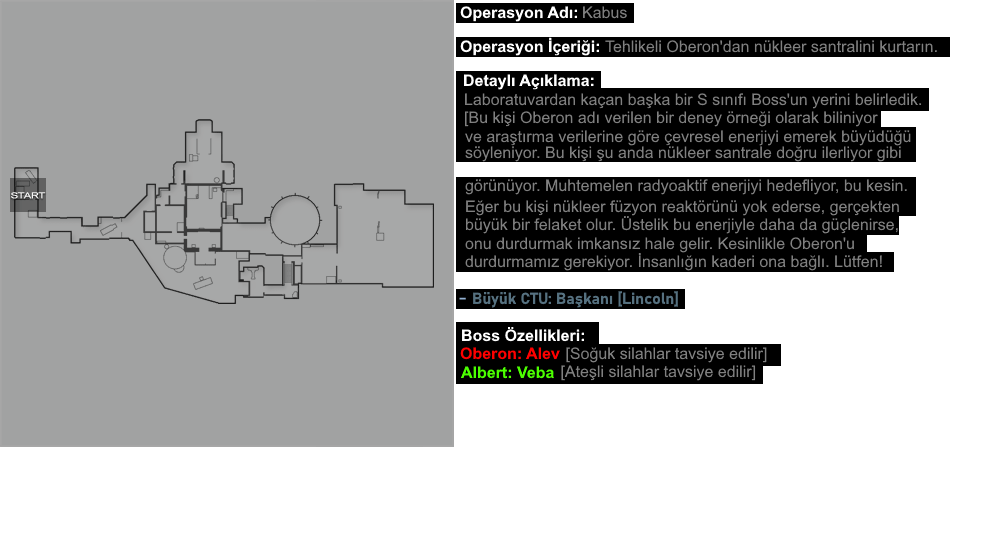 START
Operasyon Adı: Kabus
Operasyon İçeriği: Tehlikeli Oberon'dan nükleer santralini kurtarın.
Detaylı Açıklama:
Laboratuvardan kaçan başka bir S sınıfı Boss'un yerini belirledik.
[Bu kişi Oberon adı verilen bir deney örneği olarak biliniyor
ve araştırma verilerine göre çevresel enerjiyi emerek büyüdüğü
söyleniyor. Bu kişi şu anda nükleer santrale doğru ilerliyor gibi
görünüyor. Muhtemelen radyoaktif enerjiyi hedefliyor, bu kesin.
Eğer bu kişi nükleer füzyon reaktörünü yok ederse, gerçekten
büyük bir felaket olur. Üstelik bu enerjiyle daha da güçlenirse,
onu durdurmak imkansız hale gelir. Kesinlikle Oberon'u
durdurmamız gerekiyor. İnsanlığın kaderi ona bağlı. Lütfen!
- Büyük CTU: Başkanı [Lincoln]
Boss Özellikleri:
Oberon: Alev [Soğuk silahlar tavsiye edilir]
Albert: Veba [Ateşli silahlar tavsiye edilir]